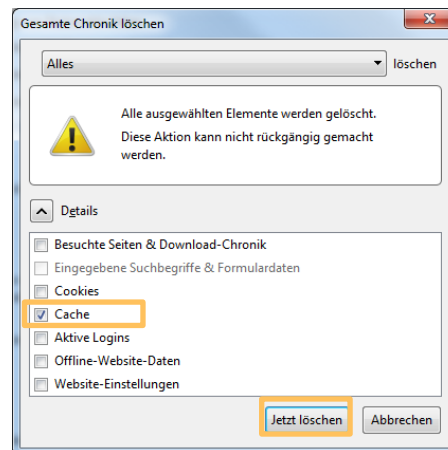 Gesamte Chronik löschen
Alles löschen
Alle ausgewählten Elemente werden gelöscht.
Diese Aktion kann nicht rückgängig gemacht
werden.
Details
Besuchte Seiten & Download-Chronik
Eingegebene Suchbegriffe & Formulardaten
Cookies
Cache
Aktive Logins
Offline-Website-Daten
Website-Einstellungen
Jetzt löschen Abbrechen